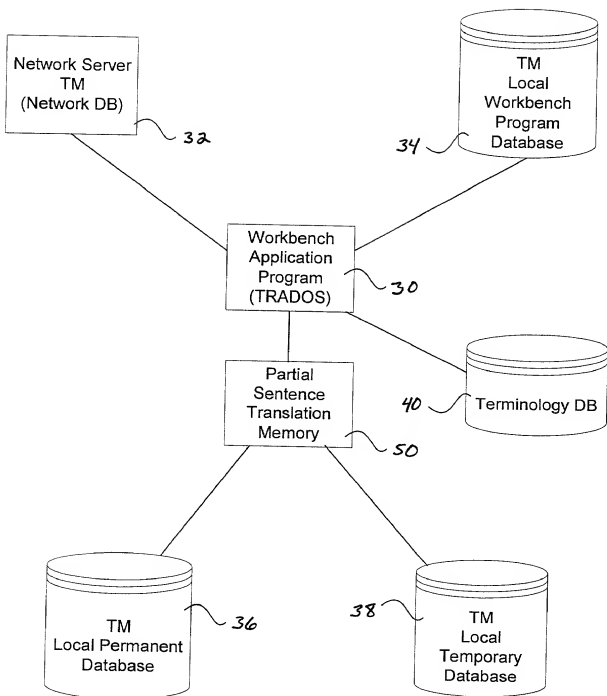 Network Server
TM
(Network DB)
32
TM
Local
Workbench
Program
Database
34
Workbench
Application
Program
(TRADOS)
30
Partial
Sentence
Translation
Memory
50
40
Terminology DB
TM
Local Permanent
Database
36
38
TM
Local
Temporary
Database